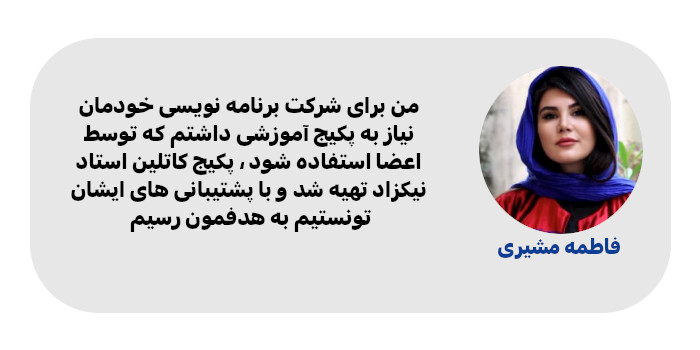 من برای شرکت برنامه نویسی خودمان
نیاز به پکیج آموزشی داشتم که توسط
اعضا استفاده شود ، پکیج کاتلین استاد
نیکزاد تهیه شد و با پشتیبانی های ایشان
تونستیم به هدفمون رسیم
فاطمه مشیری